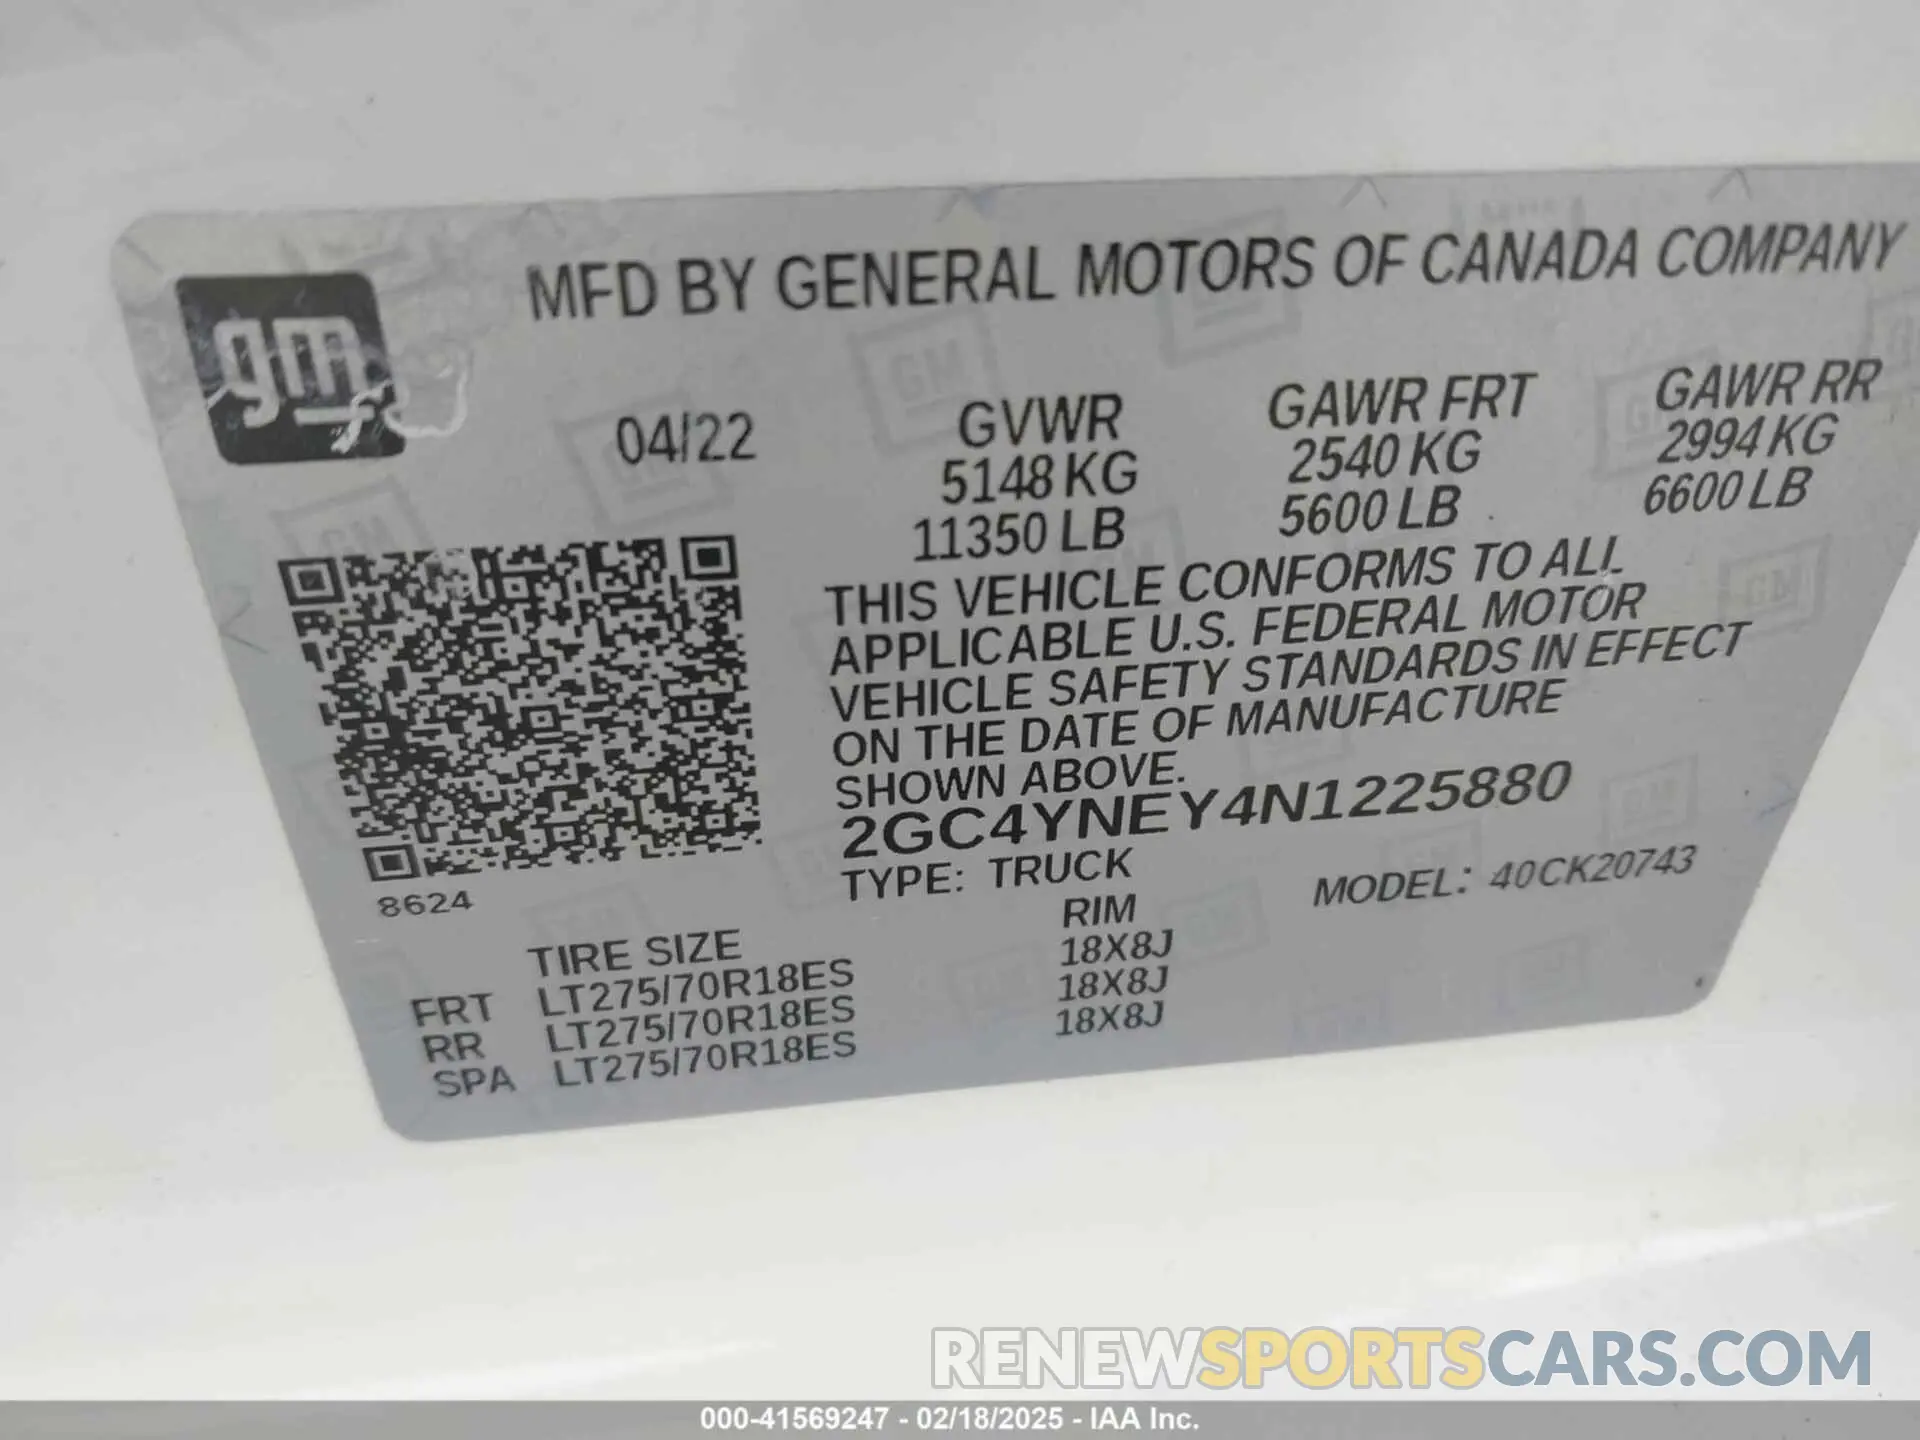 MFD BY GENERAL MOTORS OF CANADA COMPANY
gm
04/22
GVWR GAWR FRT GAWR RR
5148 KG 2540 KG 2994 KG
11350 LB 5600 LB 6600 LB
THIS VEHICLE CONFORMS TO ALL
APPLICABLE U.S. FEDERAL MOTOR
VEHICLE SAFETY STANDARDS IN EFFECT
ON THE DATE OF MANUFACTURE
SHOWN ABOVE.
2GC4YNEY4N1225880
TYPE: TRUCK MODEL: 40CK20743
8624
TIRE SIZE RIM
FRT LT275/70R18ES 18X8J
RR LT275/70R18ES 18X8J
SPA LT275/70R18ES 18X8J
RENEWSPORTSCARS.COM
000-41569247 - 02/18/2025 - IAA Inc.